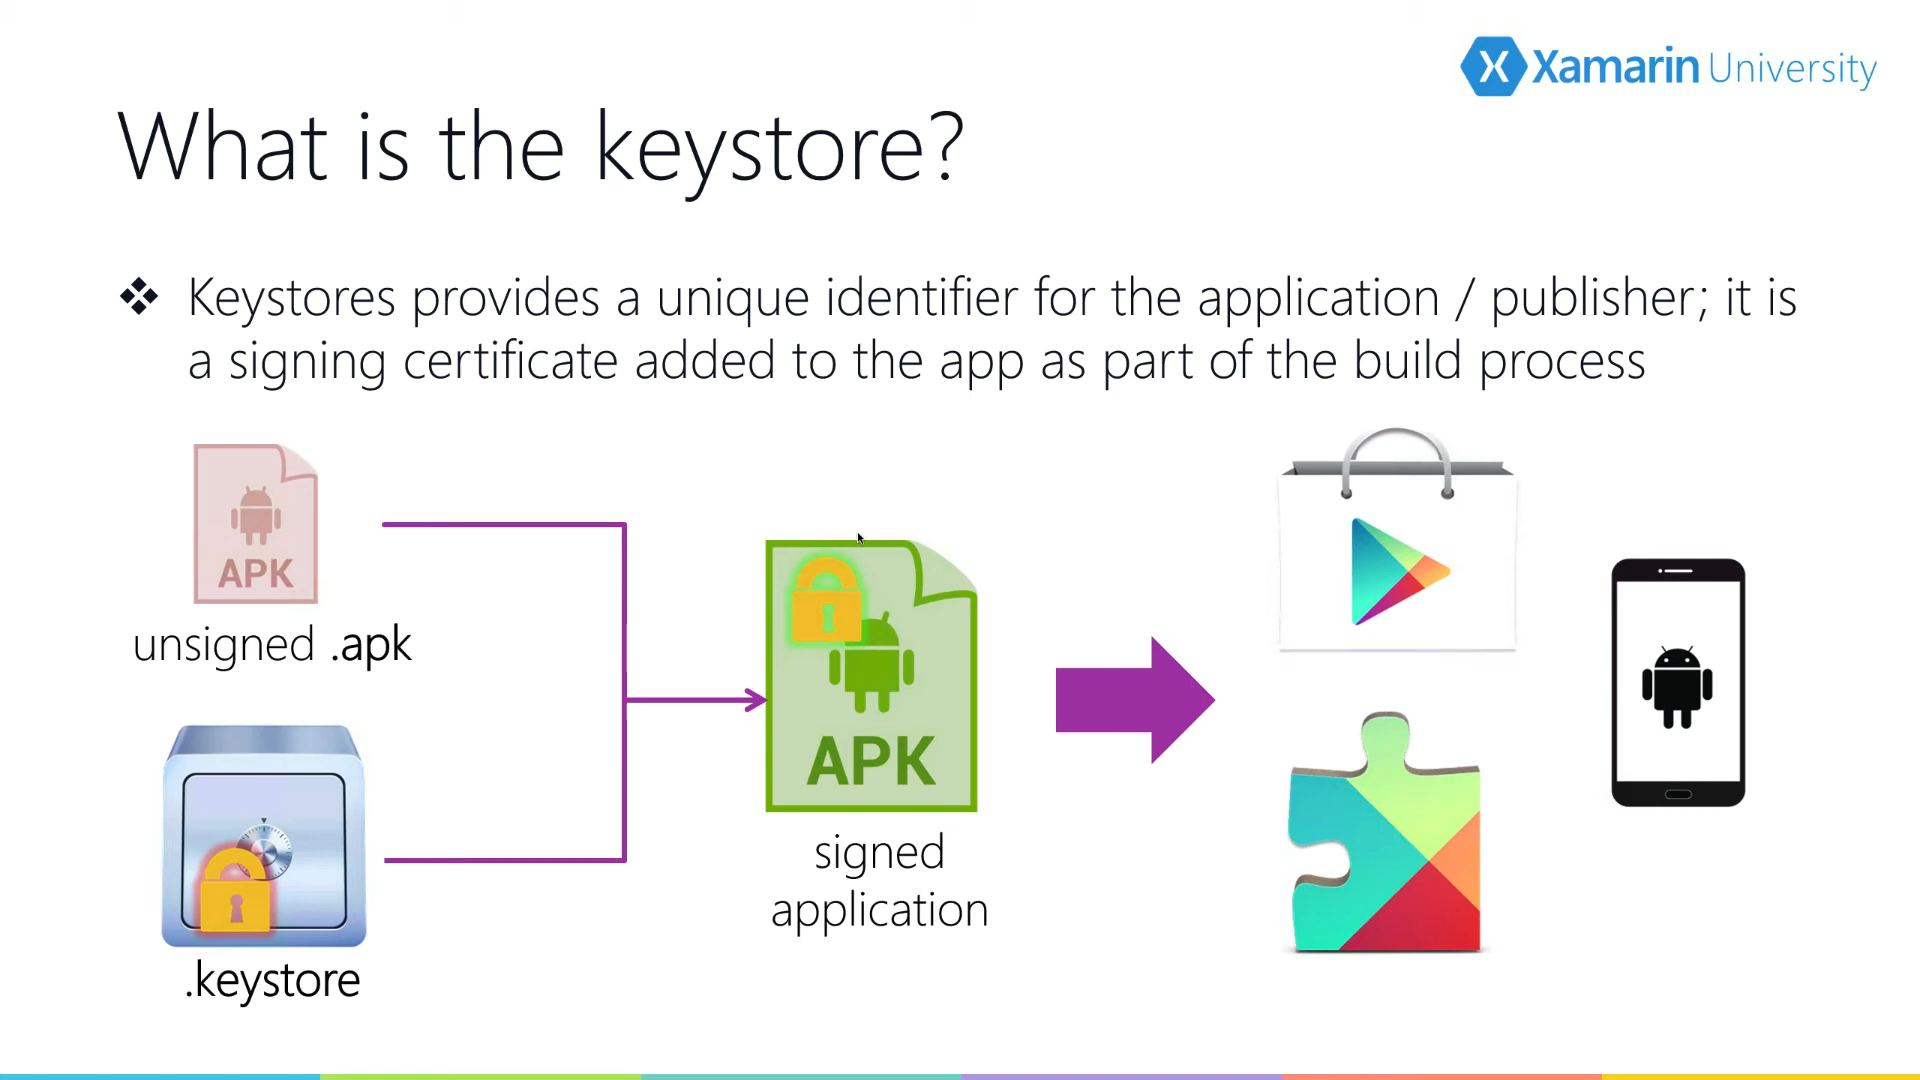 Xamarin University
What is the keystore?
❖ Keystores provides a unique identifier for the application / publisher; it is
a signing certificate added to the app as part of the build process
APK
unsigned .apk
.keystore
APK
signed
application